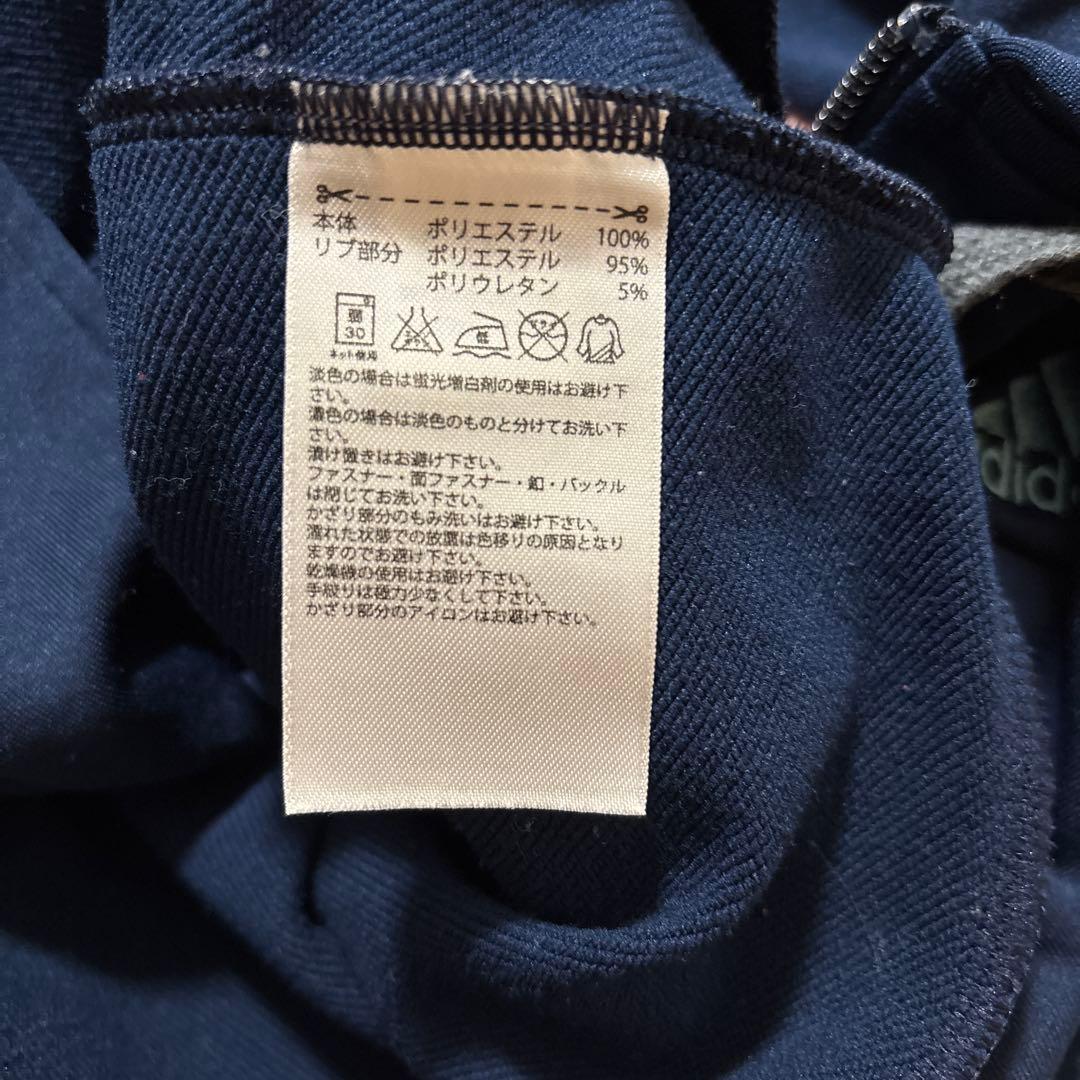 本体 ポリエステル 100%
リブ部分 ポリエステル 95%
ポリウレタン 5%
弱
30
ネット使用
低
淡色の場合は蛍光増白剤の使用はお避け下
さい。
濃色の場合は淡色のものと分けてお洗い下
さい。
漬け置きはお避け下さい。
ファスナー・面ファスナー・釦・バックル
は閉じてお洗い下さい。
かざり部分のもみ洗いはお避け下さい。
濡れた状態での放置は色移りの原因となり
ますのでお避け下さい。
乾燥機の使用はお避け下さい。
手絞りは極力少なくして下さい。
かざり部分のアイロンはお避け下さい。